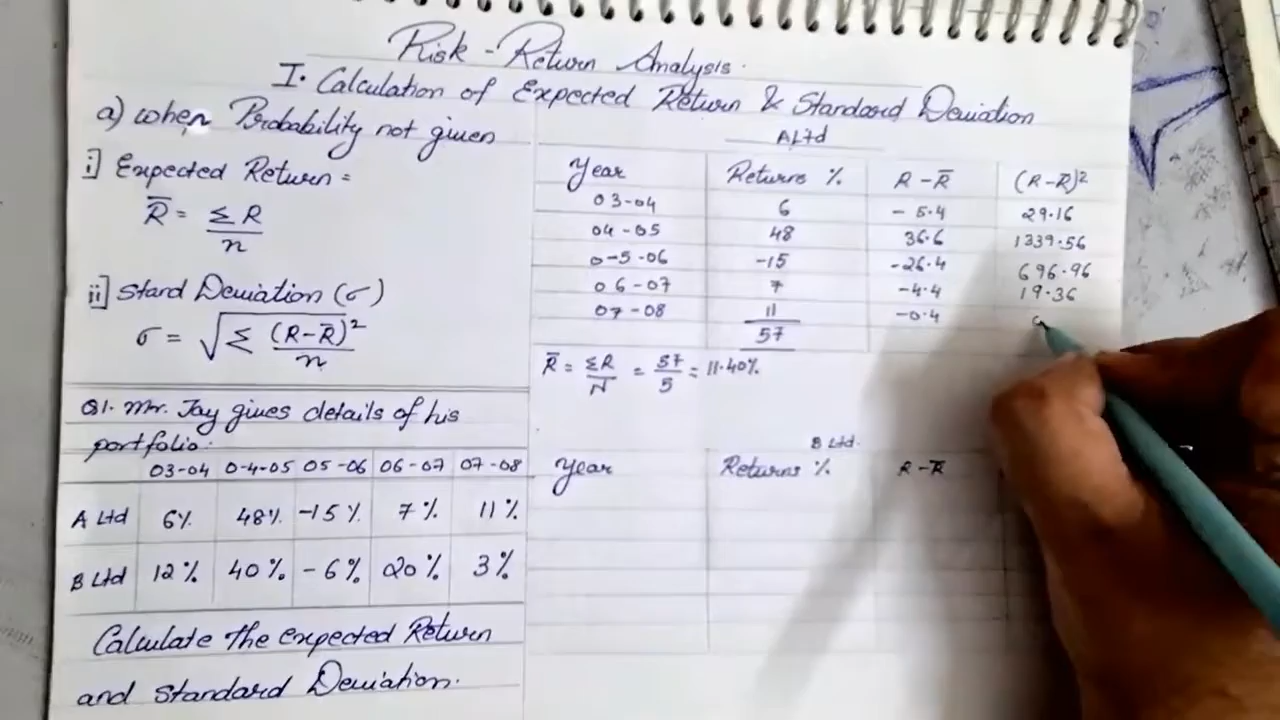 Risk - Return Analysis.
I. Calculation of Expected Return & Standard Deviation
a) when Probability not given
i] Expected Return =
R̅ = ΣR / n
ii] Stard Deviation (σ)
σ = √Σ (R-R̅)² / n
Q1. Mr. Jay gives details of his
portfolio.
03-04 0-4-05 05-06 06-07 07-08
A Ltd 6% 48% -15% 7% 11%
B Ltd 12% 40% -6% 20% 3%
Calculate the expected Return
and standard Deviation.
A Ltd
Year Returns % R-R̅ (R-R̅)²
03-04 6 -5.4 29.16
04-05 48 36.6 1339.56
0-5-06 -15 -26.4 696.96
06-07 7 -4.4 19.36
07-08 11 -0.4
57
R̅ = ΣR / N = 57 / 5 = 11.40%
B Ltd.
Year Returns % R-R̅